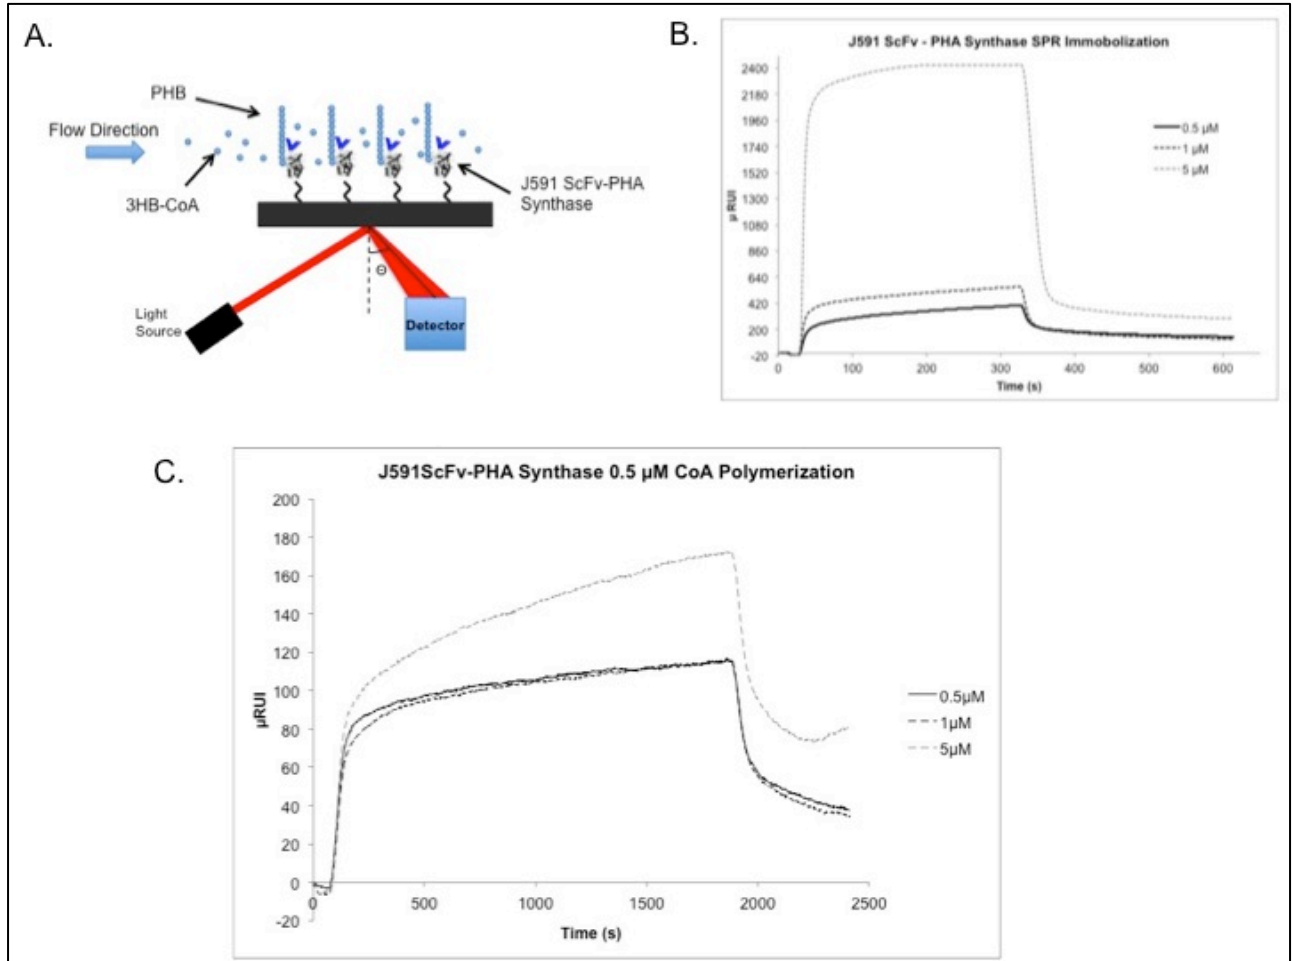 A.
PHB
Flow Direction
3HB-CoA
J591 ScFv-PHA
Synthase
Θ
Light
Source
Detector
B.
J591 ScFv - PHA Synthase SPR Immobolization
2400
2180
1960
1740
1520
1300
1080
860
640
420
200
-20
µ RUI
0 100 200 300 400 500 600
Time (s)
0.5 µM
1 µM
5 µM
C.
J591ScFv-PHA Synthase 0.5 µM CoA Polymerization
200
180
160
140
120
100
80
60
40
20
0
-20
µRUI
0 500 1000 1500 2000 2500
Time (s)
0.5µM
1µM
5µM